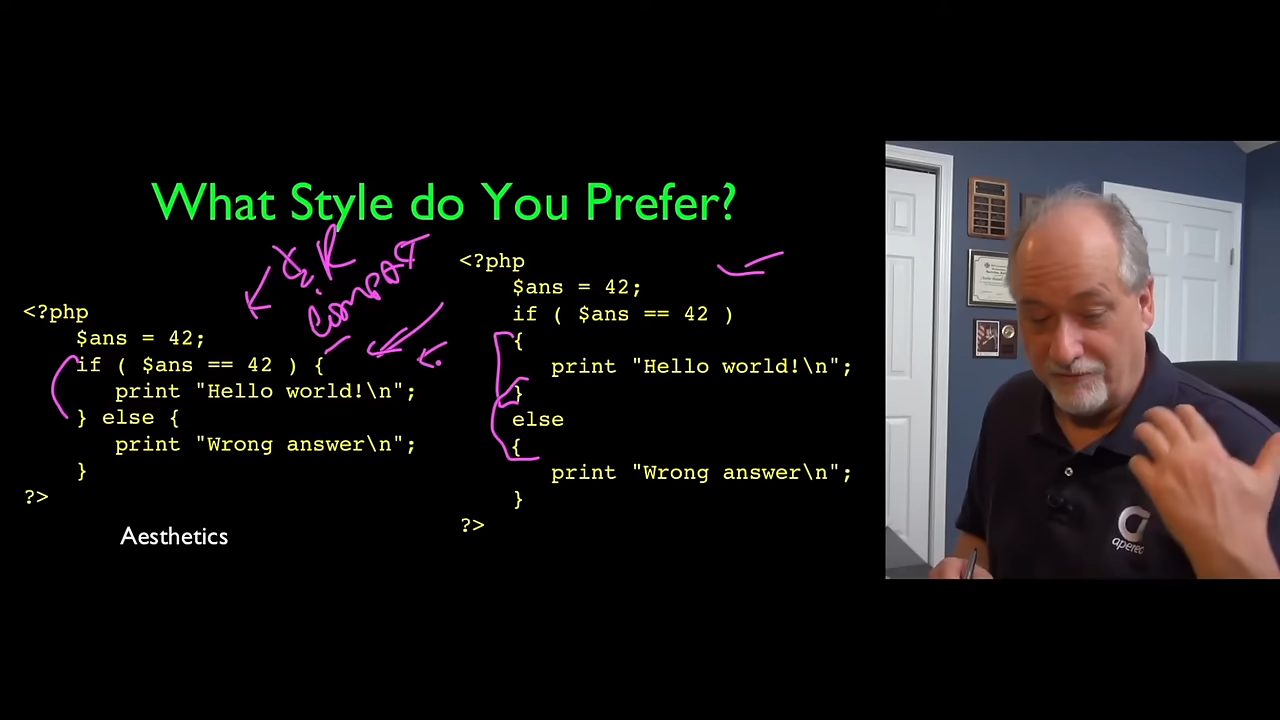 What Style do You Prefer?
K&R
COMPACT
<?php
$ans = 42;
if ( $ans == 42 ) {
print "Hello world!\n";
} else {
print "Wrong answer\n";
}
?>
Aesthetics
<?php
$ans = 42;
if ( $ans == 42 )
{
print "Hello world!\n";
}
else
{
print "Wrong answer\n";
}
?>
apereo